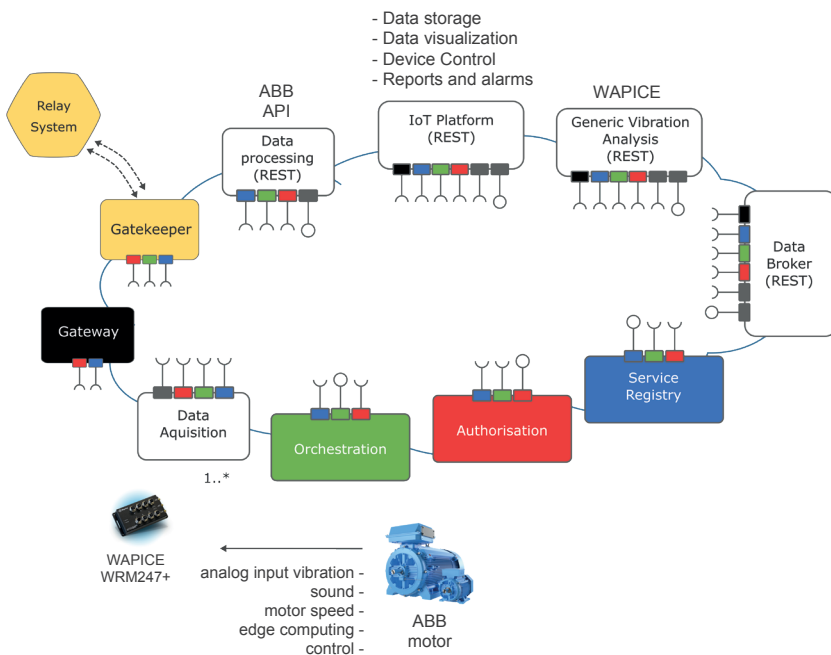 - Data storage
- Data visualization
- Device Control
- Reports and alarms
ABB
API
WAPICE
Relay
System
Data
processing
(REST)
IoT Platform
(REST)
Generic Vibration
Analysis
(REST)
Gatekeeper
Data
Broker
(REST)
Gateway
Data
Aquisition
1..*
Orchestration
Authorisation
Service
Registry
WAPICE
WRM247+
analog input vibration -
sound -
motor speed -
edge computing -
control -
ABB
motor